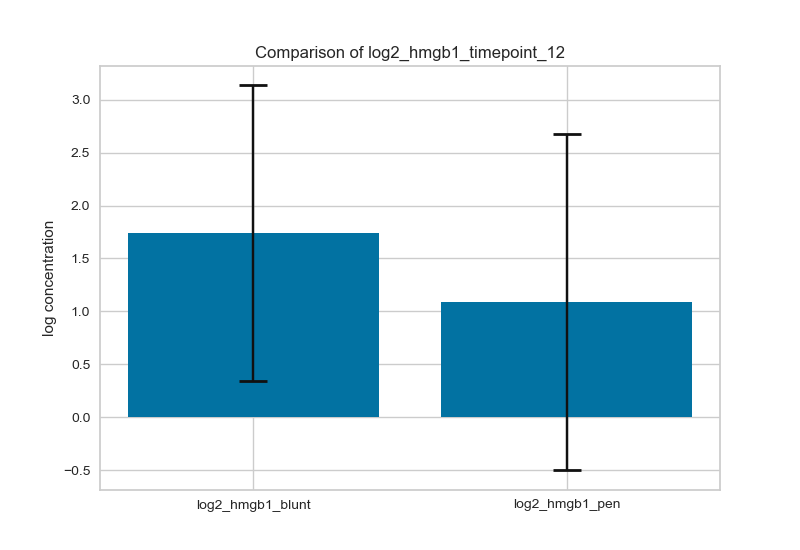 Comparison of log2_hmgb1_timepoint_12
log concentration
3.0
2.5
2.0
1.5
1.0
0.5
0.0
−0.5
log2_hmgb1_blunt
log2_hmgb1_pen